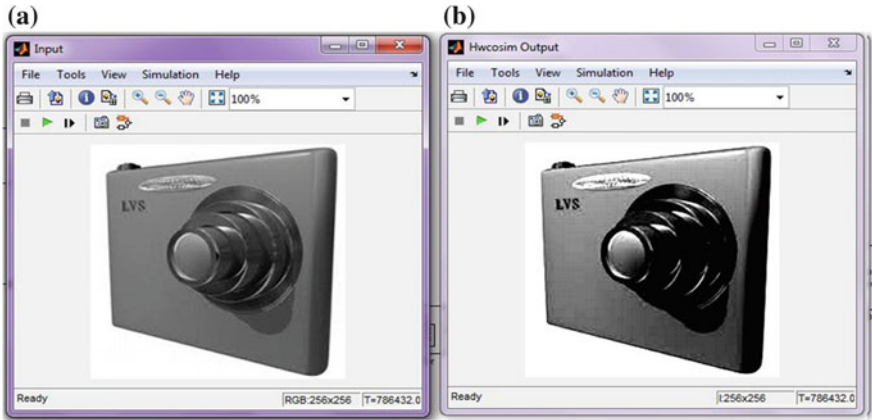 (a)
Input
File Tools View Simulation Help
100%
LVS
Ready RGB:256x256 T=786432.0
(b)
Hwcosim Output
File Tools View Simulation Help
100%
LVS
Ready I:256x256 T=786432.0